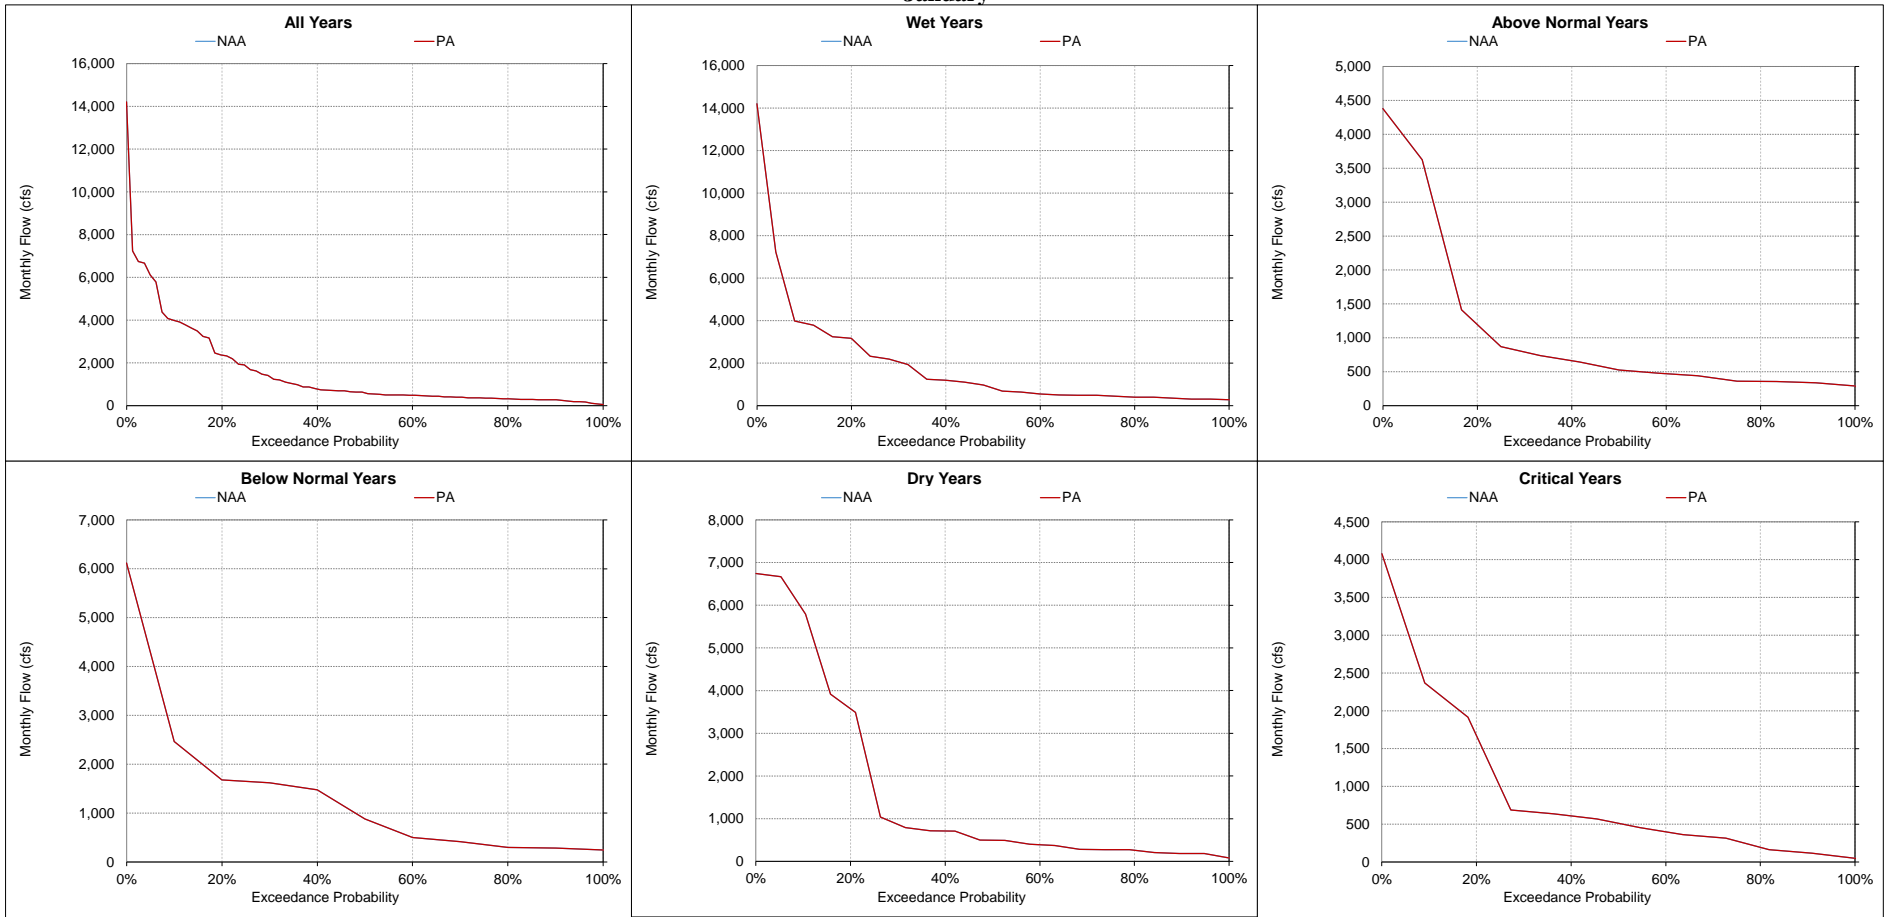 All Years
NAA PA
16,000
14,000
12,000
10,000
8,000
6,000
4,000
2,000
0
0% 20% 40% 60% 80% 100%
Monthly Flow (cfs)
Exceedance Probability
Wet Years
NAA PA
16,000
14,000
12,000
10,000
8,000
6,000
4,000
2,000
0
0% 20% 40% 60% 80% 100%
Monthly Flow (cfs)
Exceedance Probability
Above Normal Years
NAA PA
5,000
4,500
4,000
3,500
3,000
2,500
2,000
1,500
1,000
500
0
0% 20% 40% 60% 80% 100%
Monthly Flow (cfs)
Exceedance Probability
Below Normal Years
NAA PA
7,000
6,000
5,000
4,000
3,000
2,000
1,000
0
0% 20% 40% 60% 80% 100%
Monthly Flow (cfs)
Exceedance Probability
Dry Years
NAA PA
8,000
7,000
6,000
5,000
4,000
3,000
2,000
1,000
0
0% 20% 40% 60% 80% 100%
Monthly Flow (cfs)
Exceedance Probability
Critical Years
NAA PA
4,500
4,000
3,500
3,000
2,500
2,000
1,500
1,000
500
0
0% 20% 40% 60% 80% 100%
Monthly Flow (cfs)
Exceedance Probability